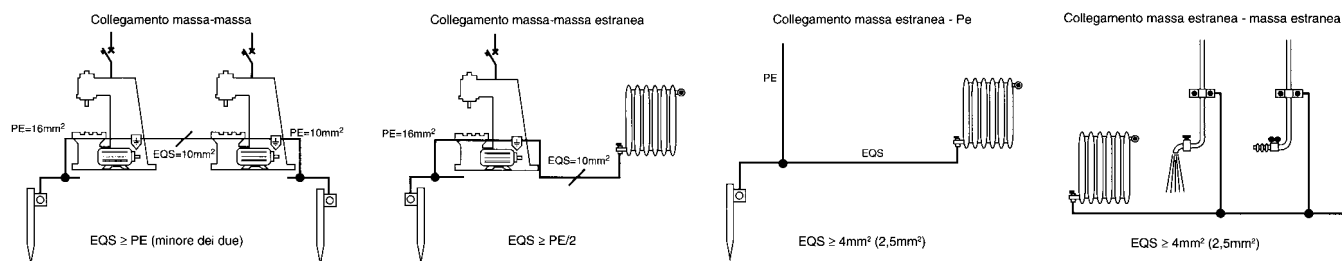 Collegamento massa-massa
PE=16mm²
EQS=10mm²
PE=10mm²
EQS ≥ PE (minore dei due)
Collegamento massa-massa estranea
PE=16mm²
EQS=10mm²
EQS ≥ PE/2
Collegamento massa estranea - Pe
PE
EQS
EQS ≥ 4mm² (2,5mm²)
Collegamento massa estranea - massa estranea
EQS ≥ 4mm² (2,5mm²)